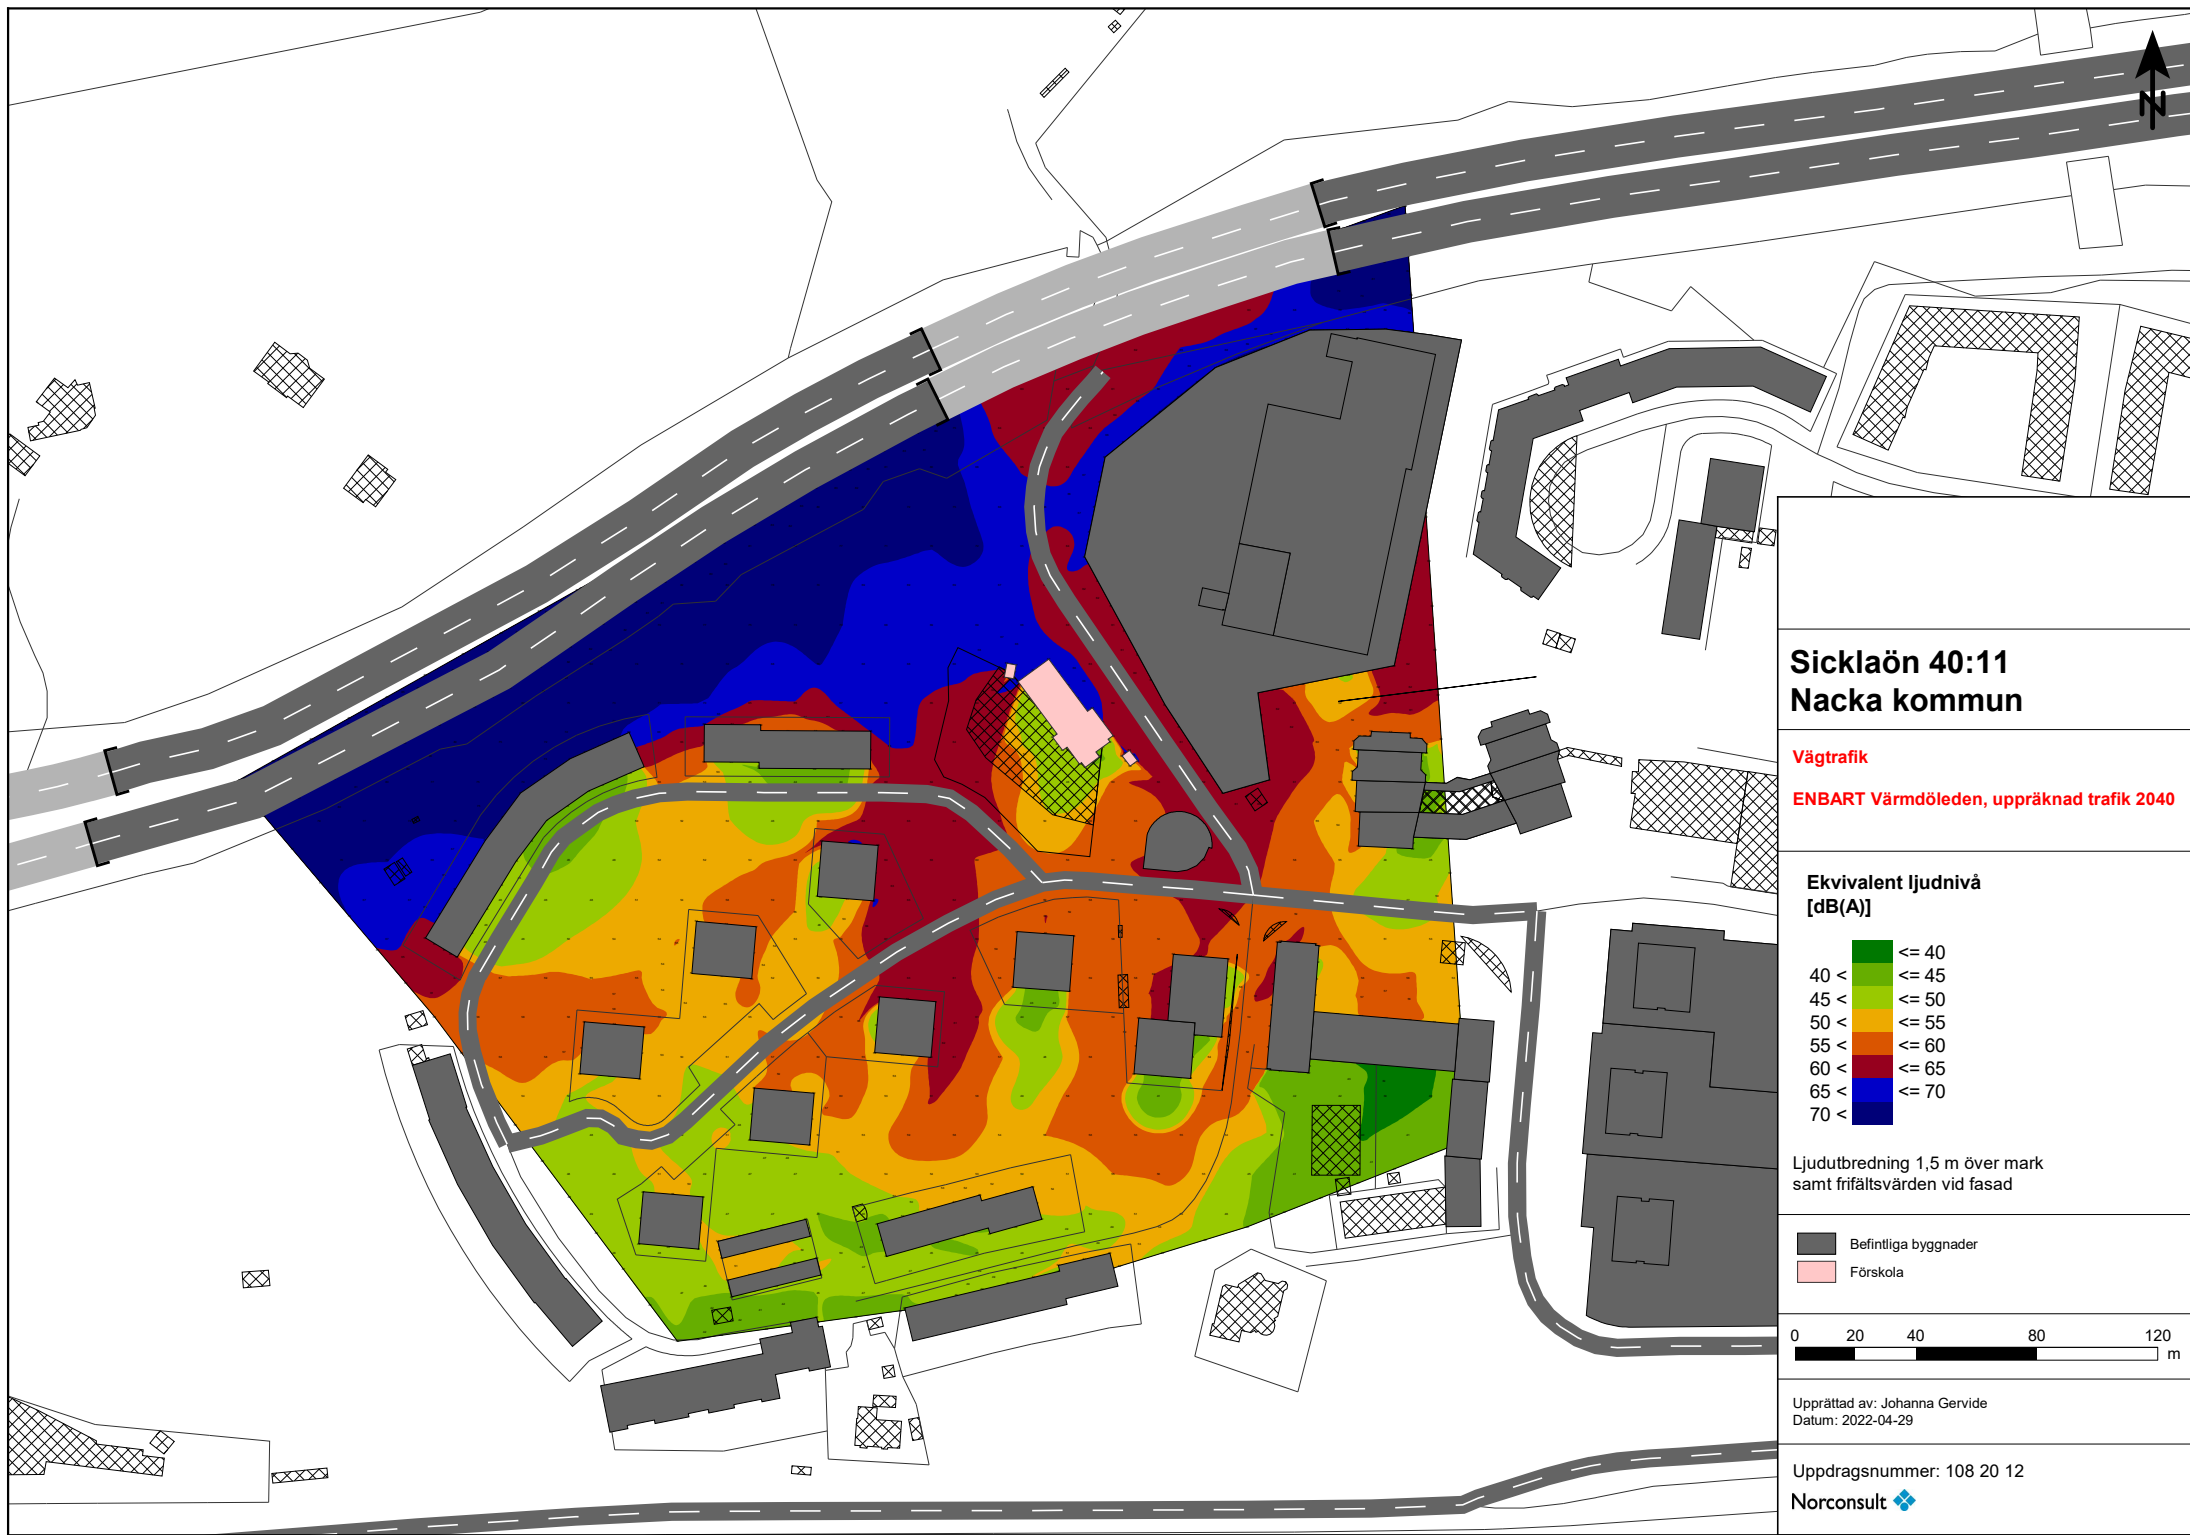 N
Sicklaön 40:11
Nacka kommun
Vägtrafik
ENBART Värmdöleden, uppräknad trafik 2040
Ekvivalent ljudnivå
[dB(A)]
<= 40
40 < <= 45
45 < <= 50
50 < <= 55
55 < <= 60
60 < <= 65
65 < <= 70
70 <
Ljudutbredning 1,5 m över mark
samt frifältsvärden vid fasad
Befintliga byggnader
Förskola
0 20 40 80 120
m
Upprättad av: Johanna Gervide
Datum: 2022-04-29
Uppdragsnummer: 108 20 12
Norconsult